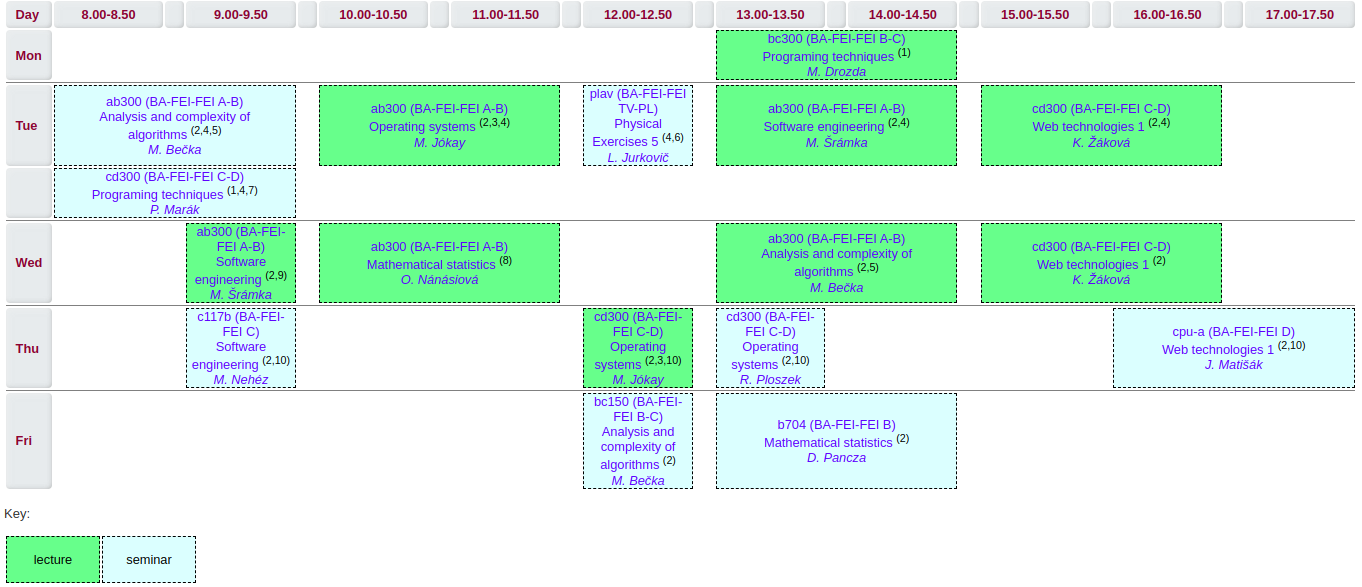 Day 8.00-8.50 9.00-9.50 10.00-10.50 11.00-11.50 12.00-12.50 13.00-13.50 14.00-14.50 15.00-15.50 16.00-16.50 17.00-17.50
Mon
bc300 (BA-FEI-FEI B-C)
Programing techniques (1)
M. Drozda
Tue
ab300 (BA-FEI-FEI A-B)
Analysis and complexity of
algorithms (2,4,5)
M. Bečka
ab300 (BA-FEI-FEI A-B)
Operating systems (2,3,4)
M. Jókay
plav (BA-FEI-FEI
TV-PL)
Physical
Exercises 5 (4,6)
L. Jurkovič
ab300 (BA-FEI-FEI A-B)
Software engineering (2,4)
M. Šrámka
cd300 (BA-FEI-FEI C-D)
Web technologies 1 (2,4)
K. Žáková
cd300 (BA-FEI-FEI C-D)
Programing techniques (1,4,7)
P. Marák
Wed
ab300 (BA-FEI-
FEI A-B)
Software
engineering (2,9)
M. Šrámka
ab300 (BA-FEI-FEI A-B)
Mathematical statistics (8)
O. Nánásiová
ab300 (BA-FEI-FEI A-B)
Analysis and complexity of
algorithms (2,5)
M. Bečka
cd300 (BA-FEI-FEI C-D)
Web technologies 1 (2)
K. Žáková
Thu
c117b (BA-FEI-
FEI C)
Software
engineering (2,10)
M. Nehéz
cd300 (BA-FEI-
FEI C-D)
Operating
systems (2,3,10)
M. Jókay
cd300 (BA-FEI-
FEI C-D)
Operating
systems (2,10)
R. Ploszek
cpu-a (BA-FEI-FEI D)
Web technologies 1 (2,10)
J. Matišák
Fri
bc150 (BA-FEI-
FEI B-C)
Analysis and
complexity of
algorithms (2)
M. Bečka
b704 (BA-FEI-FEI B)
Mathematical statistics (2)
D. Pancza
Key:
lecture
seminar